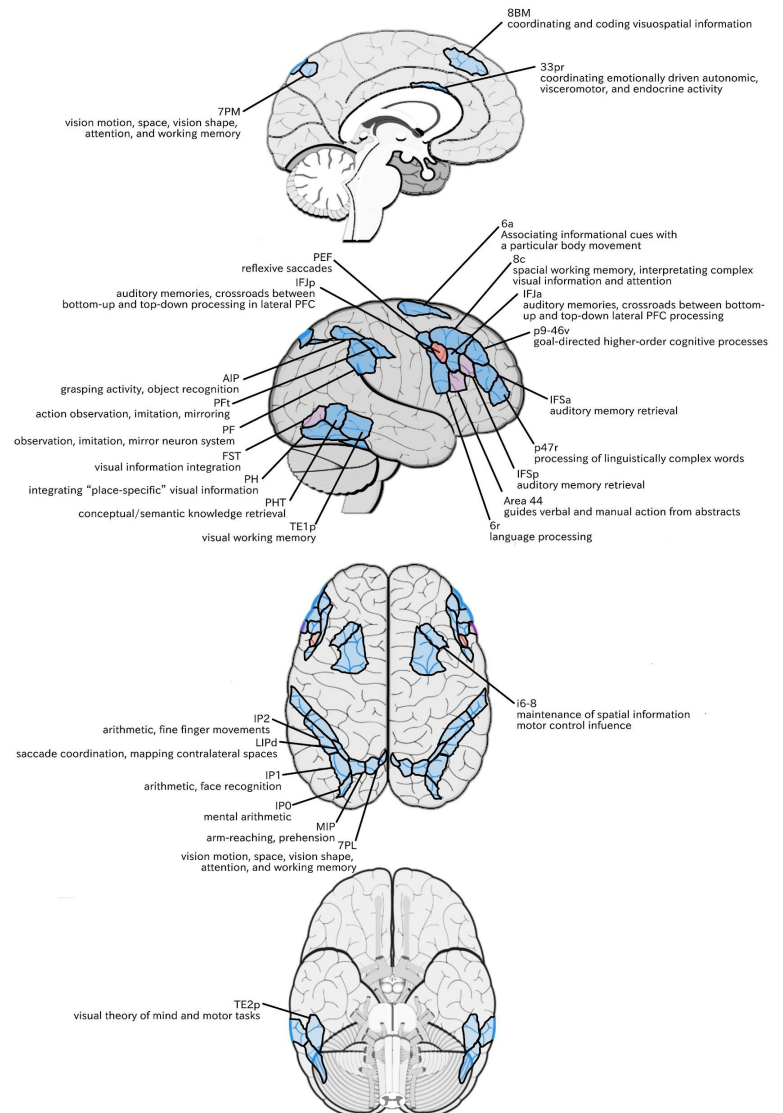 8BM
coordinating and coding visuospatial information
33pr
coordinating emotionally driven autonomic,
visceromotor, and endocrine activity
7PM
vision motion, space, vision shape,
attention, and working memory
6a
Associating informational cues with
a particular body movement
PEF
reflexive saccades
8c
spacial working memory, interpretating complex
visual information and attention
IFJp
auditory memories, crossroads between
bottom-up and top-down processing in lateral PFC
IFJa
auditory memories, crossroads between bottom-
up and top-down lateral PFC processing
p9-46v
goal-directed higher-order cognitive processes
AIP
grasping activity, object recognition
PFt
action observation, imitation, mirroring
PF
observation, imitation, mirror neuron system
FST
visual information integration
PH
integrating “place-specific” visual information
PHT
conceptual/semantic knowledge retrieval
TE1p
visual working memory
IFSa
auditory memory retrieval
p47r
processing of linguistically complex words
IFSp
auditory memory retrieval
Area 44
guides verbal and manual action from abstracts
6r
language processing
i6-8
maintenance of spatial information
motor control infuence
IP2
arithmetic, fine finger movements
LIPd
saccade coordination, mapping contralateral spaces
IP1
arithmetic, face recognition
IP0
mental arithmetic
MIP
arm-reaching, prehension
7PL
vision motion, space, vision shape,
attention, and working memory
TE2p
visual theory of mind and motor tasks